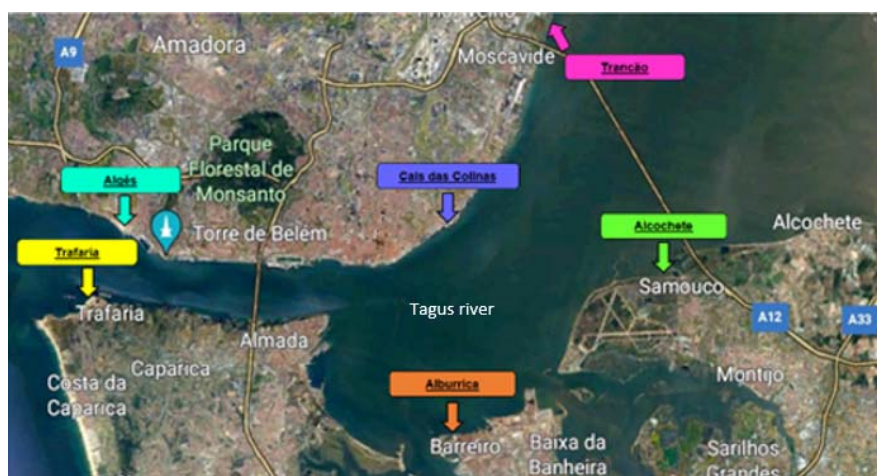 Amadora
A9
Moscavide
Trancão
Parque
Florestal de
Monsanto
Algés
Cais das Colinas
Torre de Belém
Alcochete
Alcochete
Trafaria
Samouco
Trafaria
Tagus river
A12
A33
Almada
Caparica
Costa da
Caparica
Montijo
Alburrica
Barreiro
Baixa da
Banheira
Sarilhos
Grandes